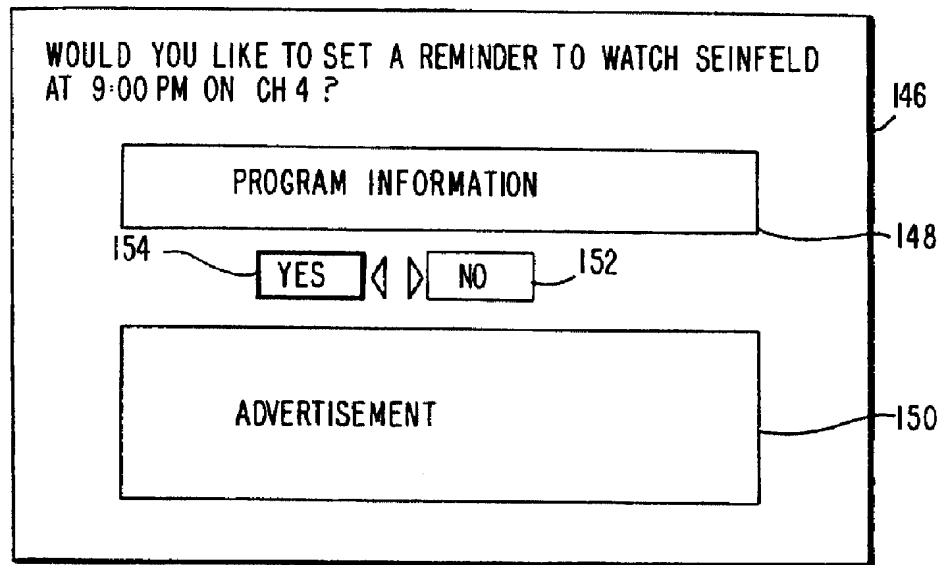 WOULD YOU LIKE TO SET A REMINDER TO WATCH SEINFELD
AT 9:00 PM ON CH 4 ?
146
PROGRAM INFORMATION
148
154
YES
NO
152
ADVERTISEMENT
150